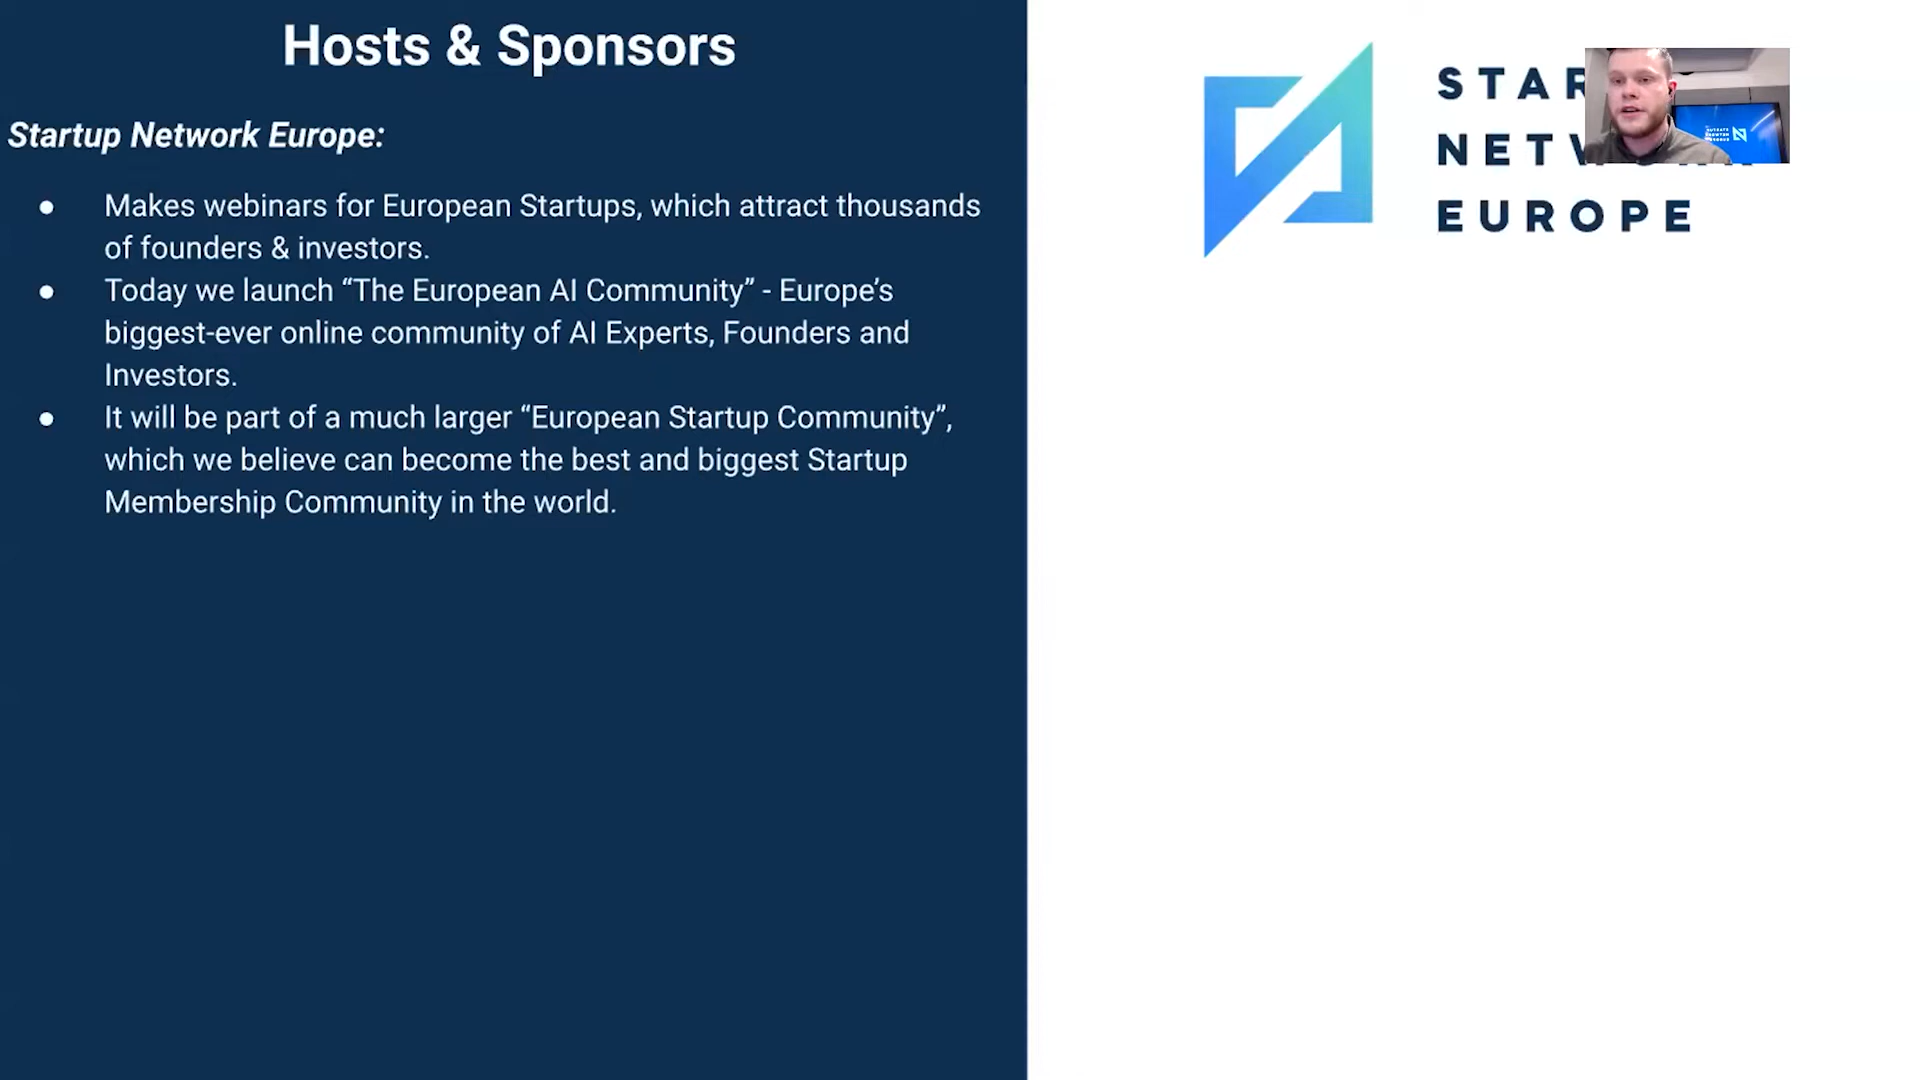 Hosts & Sponsors
Startup Network Europe:
● Makes webinars for European Startups, which attract thousands
of founders & investors.
● Today we launch “The European AI Community” - Europe’s
biggest-ever online community of AI Experts, Founders and
Investors.
● It will be part of a much larger “European Startup Community”,
which we believe can become the best and biggest Startup
Membership Community in the world.
EUROPE